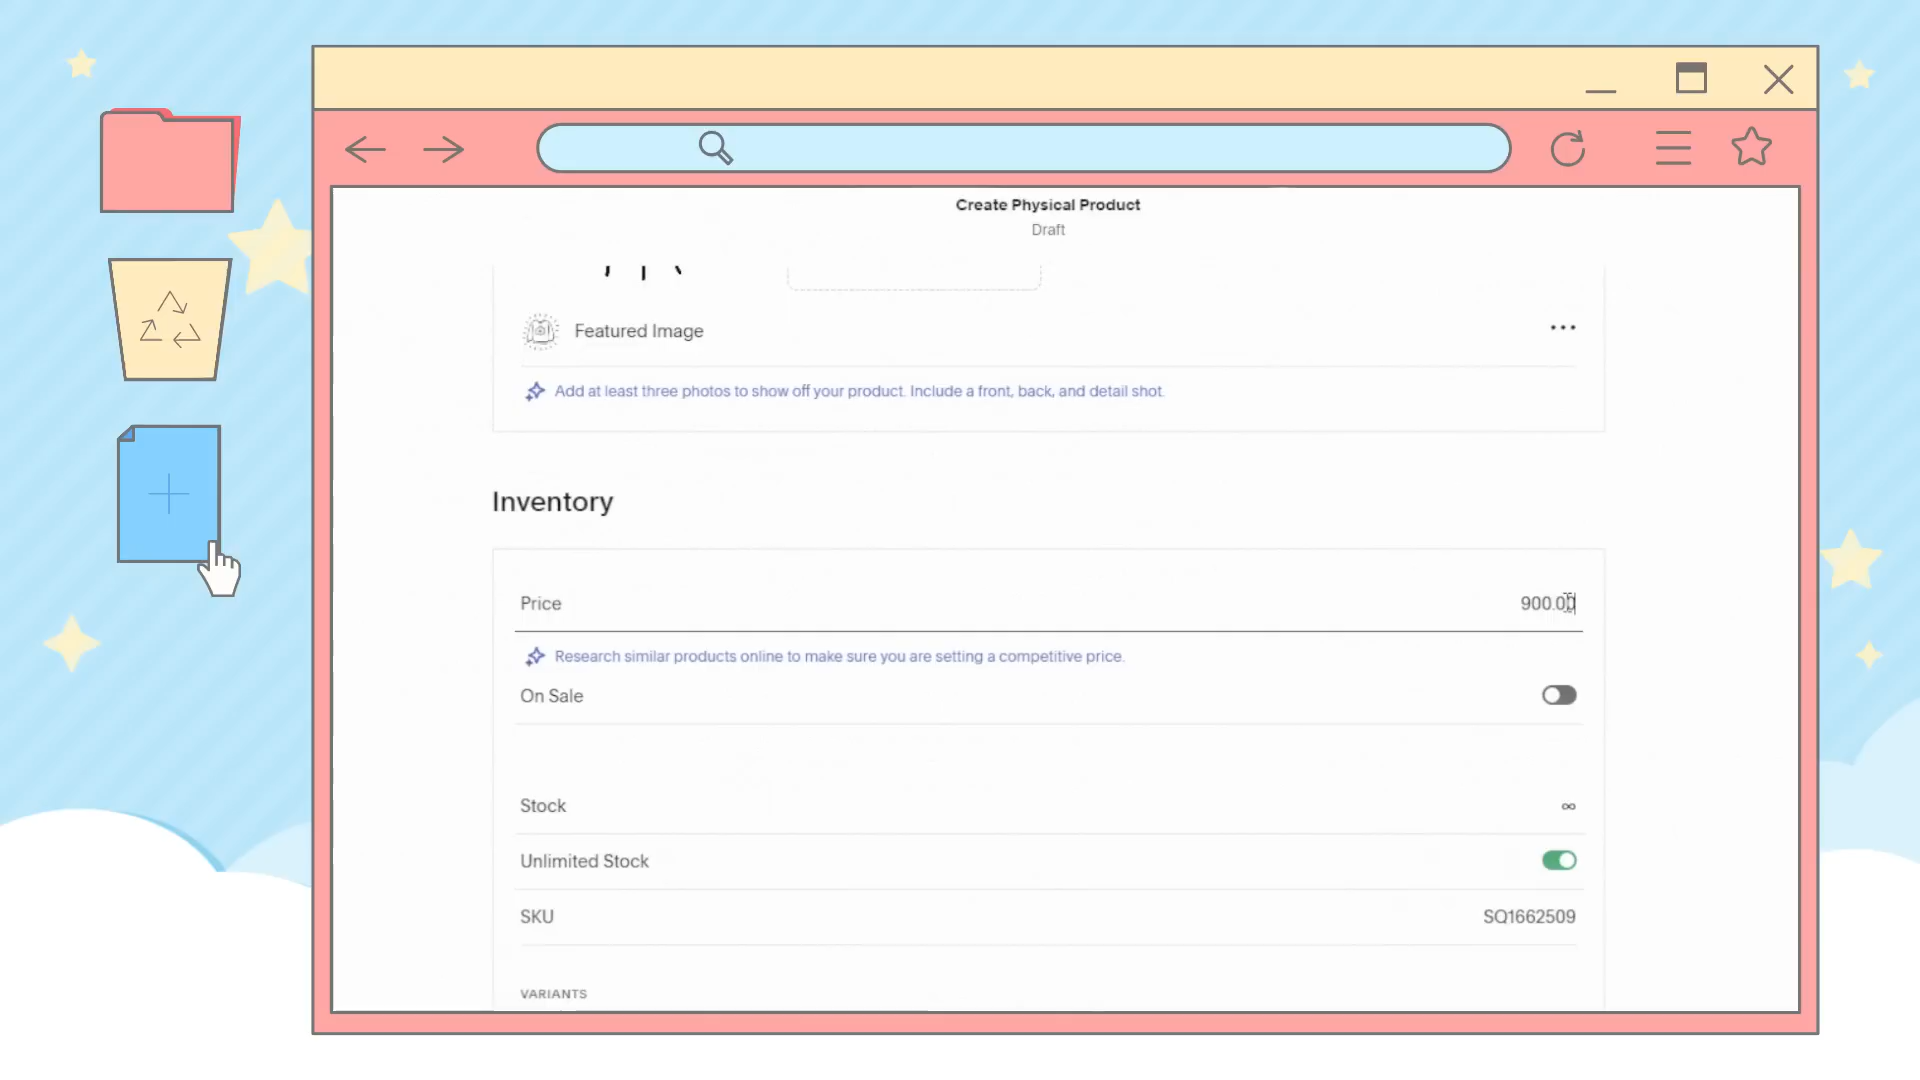 Create Physical Product
Draft
Featured Image
Add at least three photos to show off your product. Include a front, back, and detail shot.
Inventory
Price 900.00
Research similar products online to make sure you are setting a competitive price.
On Sale
Stock ∞
Unlimited Stock
SKU SQ1662509
VARIANTS